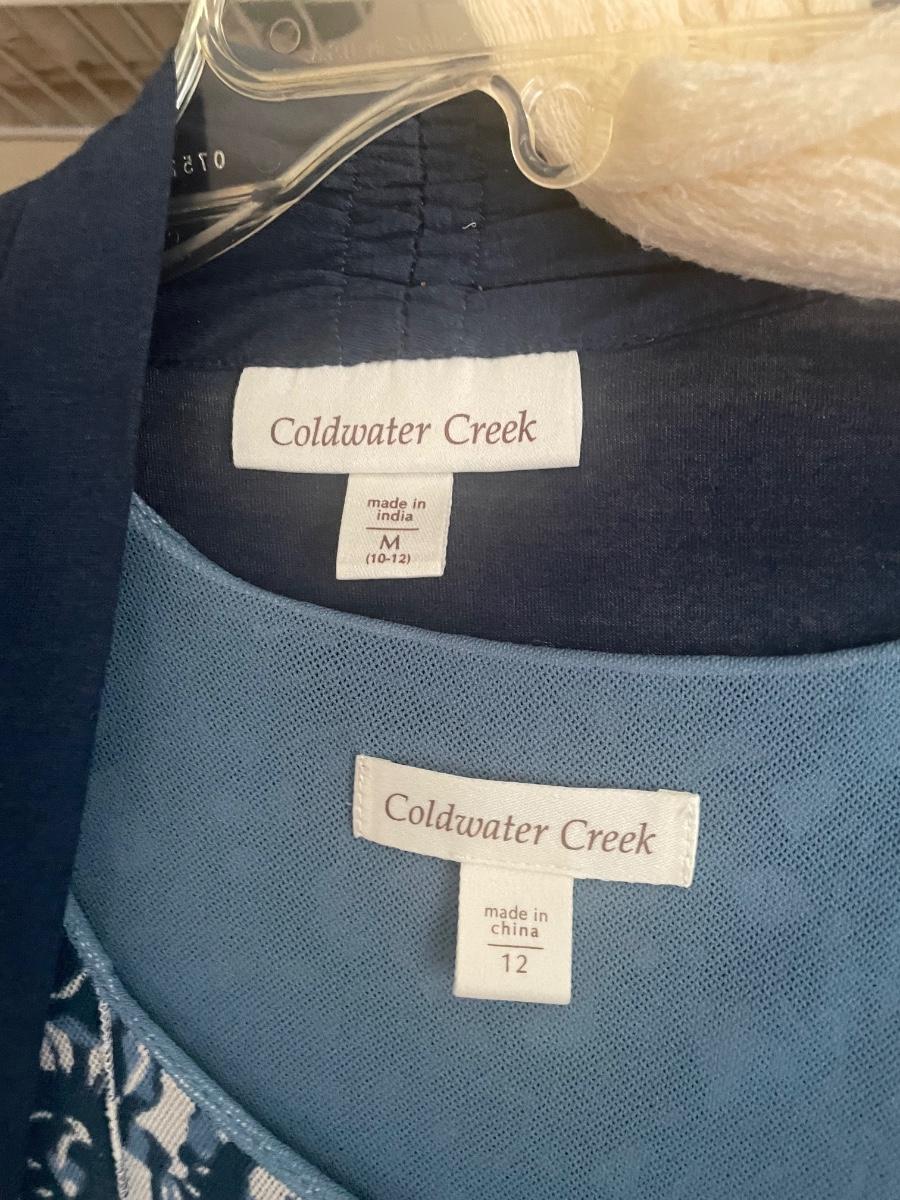 Coldwater Creek
made in
india
M
(10-12)
Coldwater Creek
made in
china
12